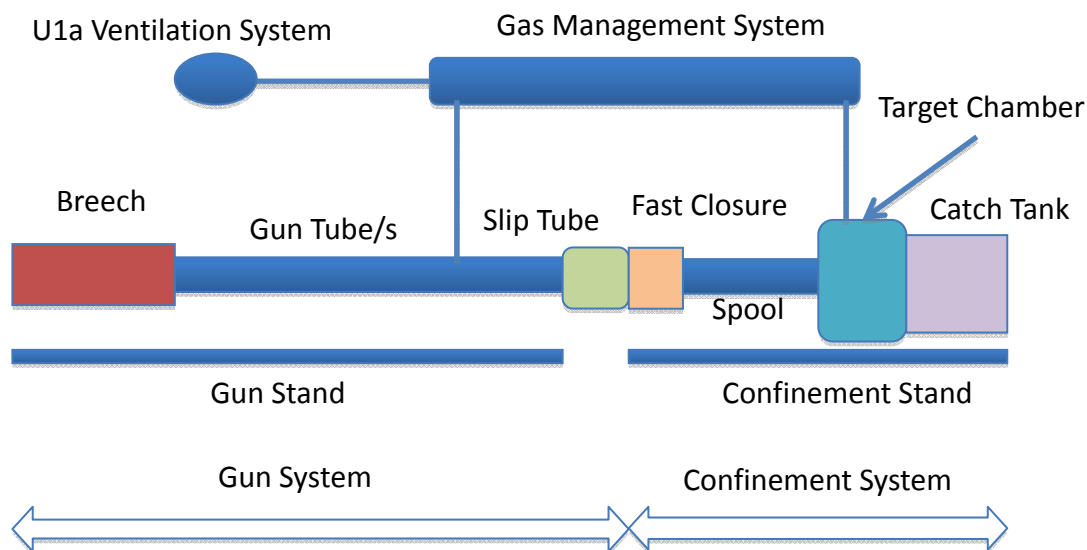 U1a Ventilation System
Gas Management System
Target Chamber
Breech
Gun Tube/s
Slip Tube
Fast Closure
Catch Tank
Spool
Gun Stand
Confinement Stand
Gun System
Confinement System